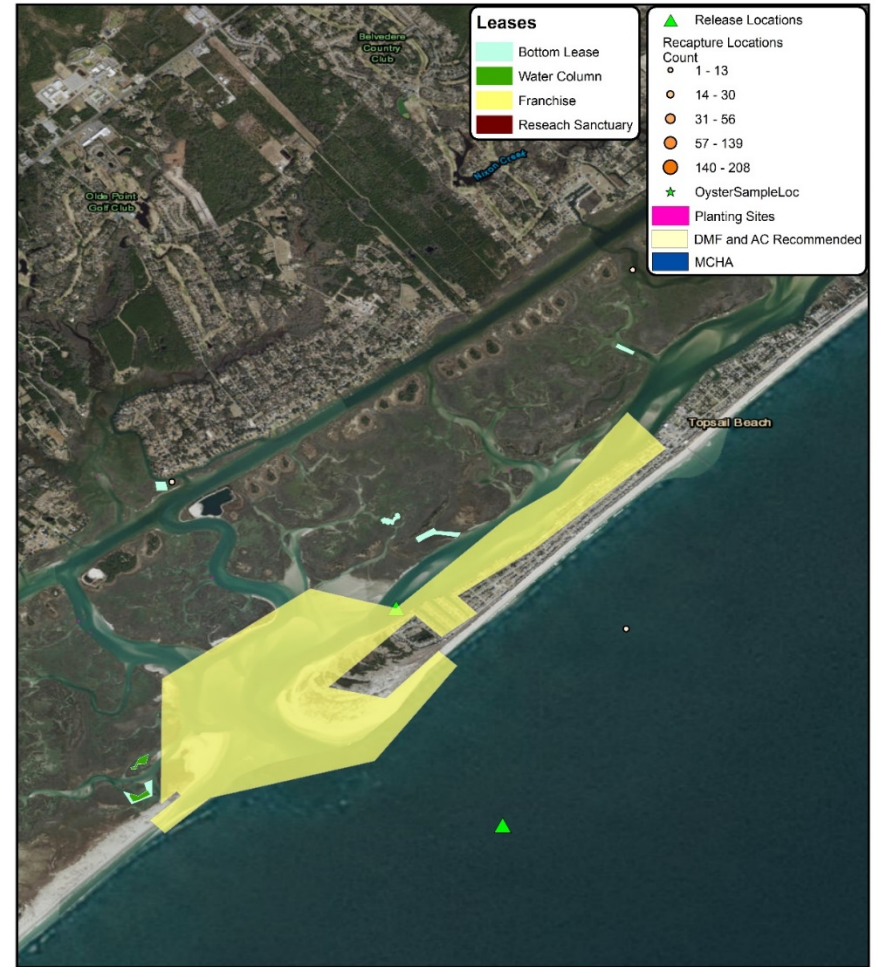 Leases
Bottom Lease
Water Column
Franchise
Reseach Sanctuary
Release Locations
Recapture Locations
Count
1 - 13
14 - 30
31 - 56
57 - 139
140 - 208
OysterSampleLoc
Planting Sites
DMF and AC Recommended
MCHA
Belvedere
Country
Club
Nixon Creek
Olde Point
Golf Club
Topsail Beach